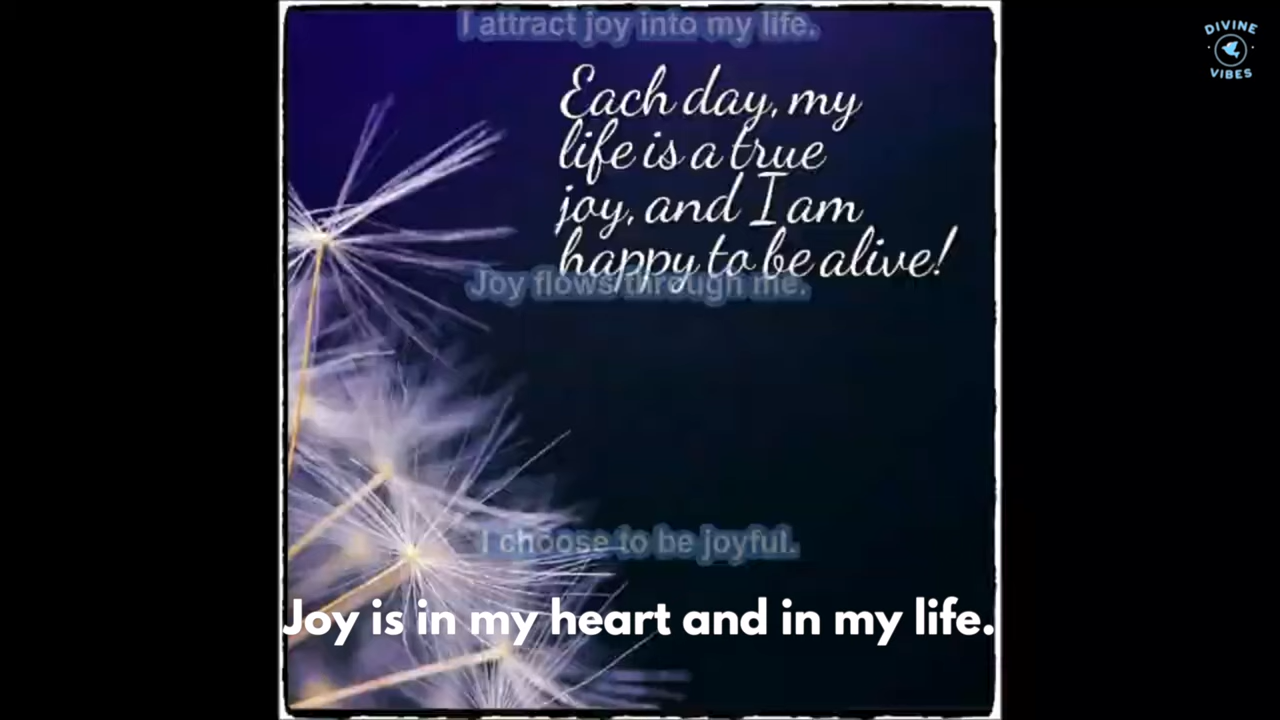 I attract joy into my life.
DIVINE
VIBES
Each day, my
life is a true
joy, and I am
happy to be alive!
Joy flows through me.
I choose to be joyful.
Joy is in my heart and in my life.